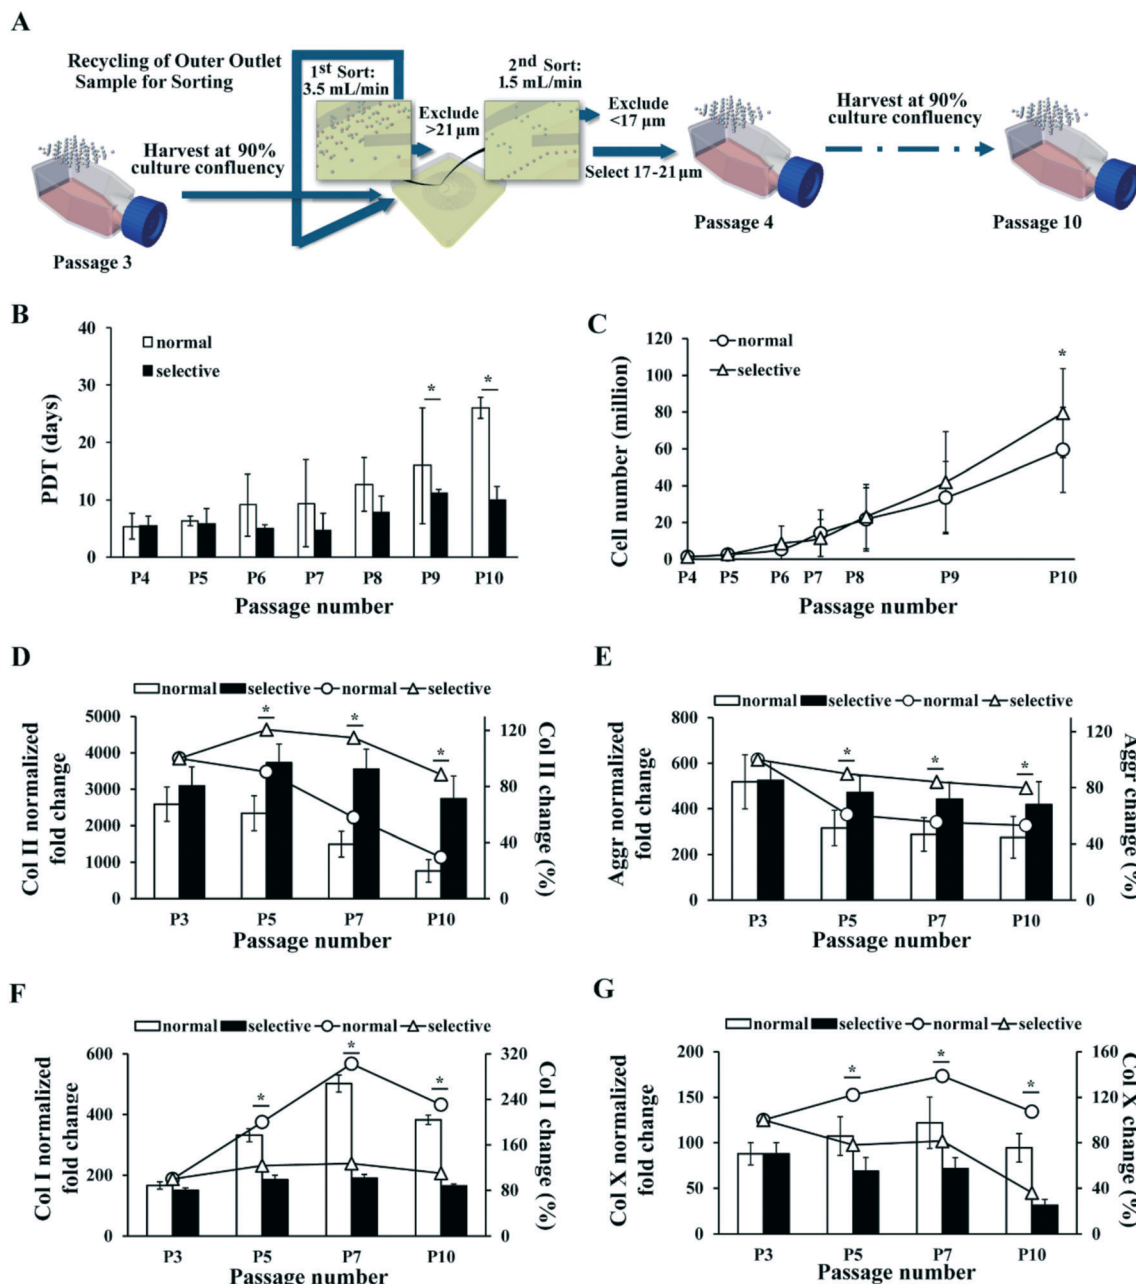 A
Recycling of Outer Outlet
Sample for Sorting
1st Sort:
3.5 mL/min
Exclude
>21 μm
2nd Sort:
1.5 mL/min
Exclude
<17 μm
Select 17-21 μm
Harvest at 90%
culture confluency
Harvest at 90%
culture confluency
Passage 3
Passage 4
Passage 10
B
PDT (days)
40
30
20
10
0
normal
selective
*
*
P4 P5 P6 P7 P8 P9 P10
Passage number
C
Cell number (million)
120
100
80
60
40
20
0
normal
selective
*
P4 P5 P6 P7 P8 P9 P10
Passage number
D
normal selective normal selective
Col II normalized
fold change
5000
4000
3000
2000
1000
0
* * *
120
80
40
0
Col II change (%)
P3 P5 P7 P10
Passage number
E
normal selective normal selective
Aggr normalized
fold change
800
600
400
200
0
* * *
120
80
40
0
Aggr change (%)
P3 P5 P7 P10
Passage number
F
normal selective normal selective
Col I normalized
fold change
600
400
200
0
* * *
320
240
160
80
0
Col I change (%)
P3 P5 P7 P10
Passage number
G
normal selective normal selective
Col X normalized
fold change
200
150
100
50
0
* * *
160
120
80
40
0
Col X change (%)
P3 P5 P7 P10
Passage number